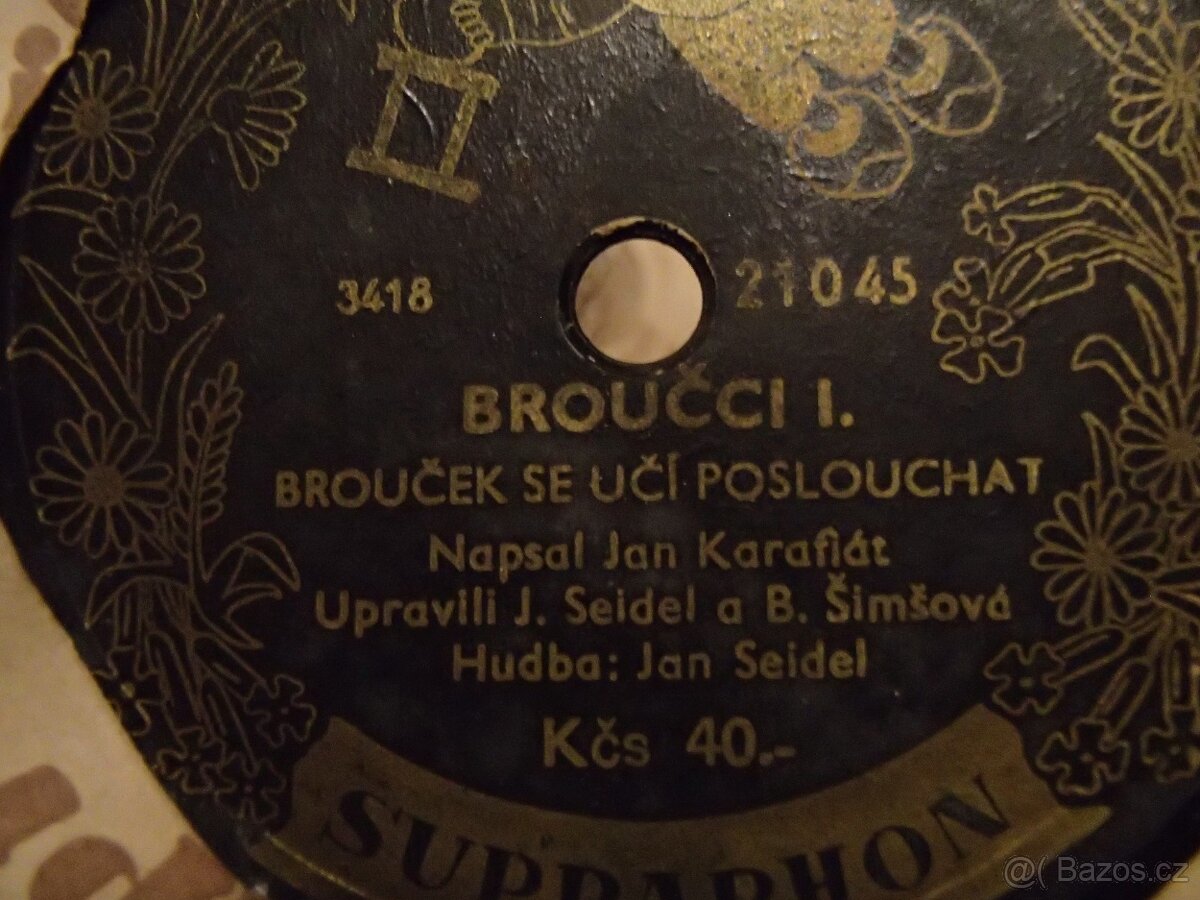 3418 21045
BROUČCI I.
BROUČEK SE UČÍ POSLOUCHAT
Napsal Jan Karafiát
Upravili J. Seidel a B. Šimšová
Hudba: Jan Seidel
Kčs 40.-
SUPRAPHON
Bazos.cz